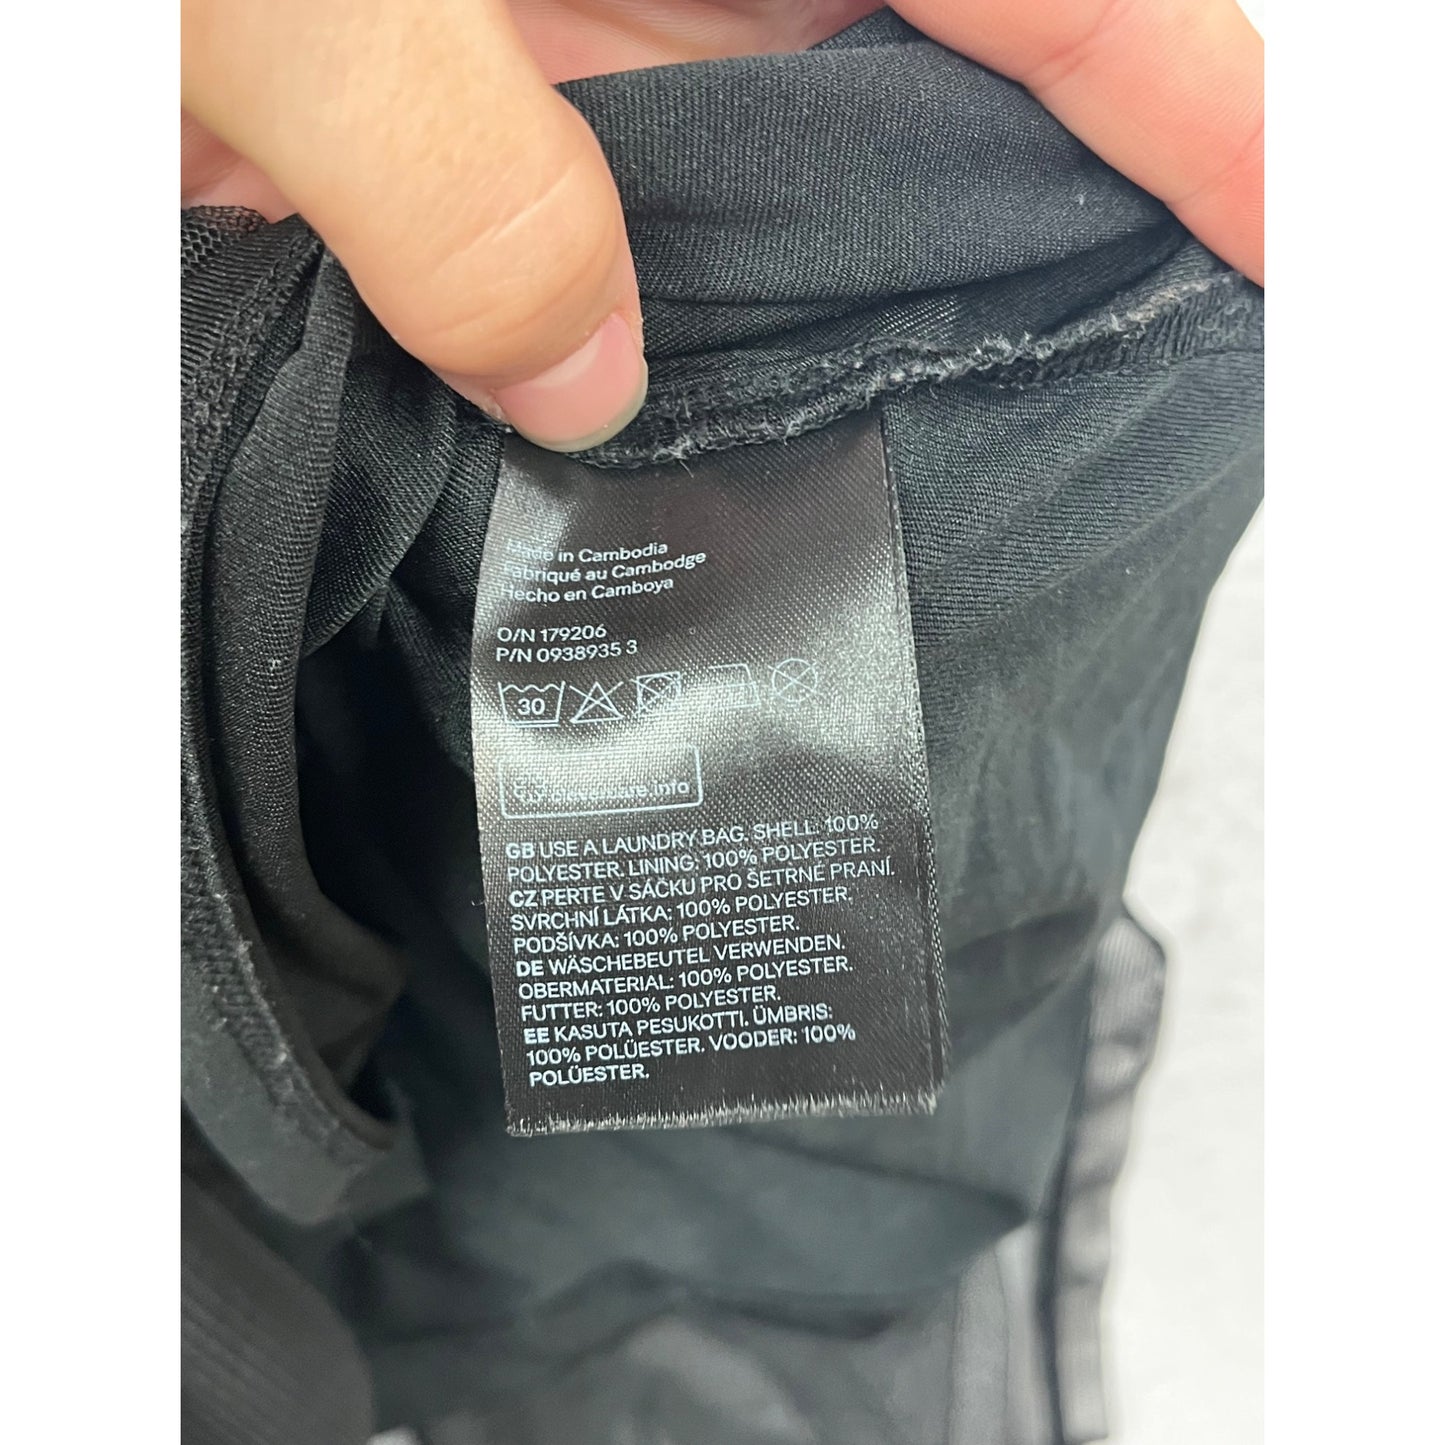 Made in Cambodia
Fabriqué au Cambodge
Hecho en Camboya
O/N 179206
P/N 0938935 3
30
GB USE A LAUNDRY BAG. SHELL: 100%
POLYESTER. LINING: 100% POLYESTER.
CZ PERTE V SÁČKU PRO ŠETRNÉ PRANÍ.
SVRCHNÍ LÁTKA: 100% POLYESTER.
PODŠÍVKA: 100% POLYESTER.
DE WÄSCHEBEUTEL VERWENDEN.
OBERMATERIAL: 100% POLYESTER.
FUTTER: 100% POLYESTER.
EE KASUTA PESUKOTTI. ÜMBRIS:
100% POLÜESTER. VOODER: 100%
POLÜESTER.